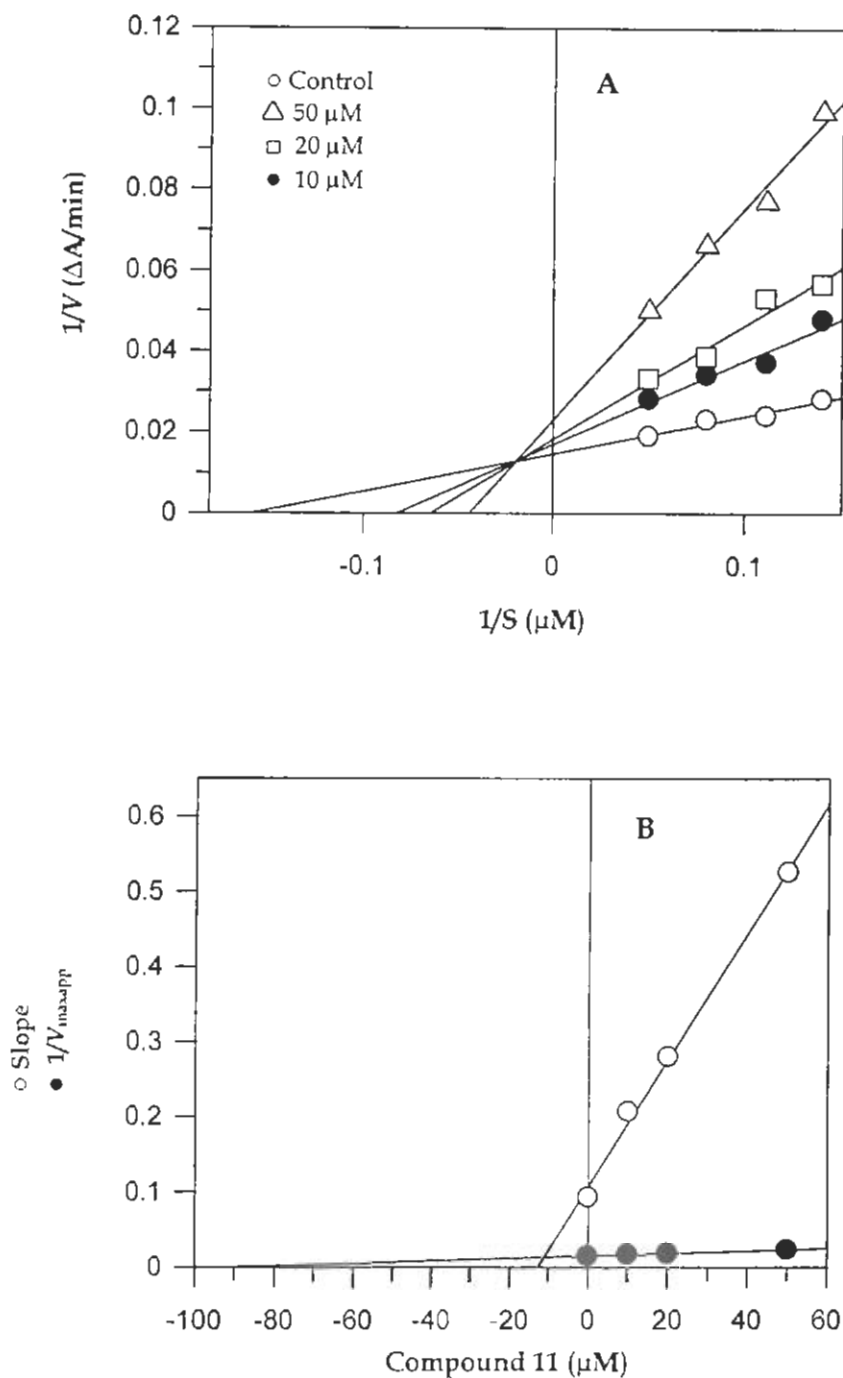 0.12
A
○ Control
△ 50 µM
□ 20 µM
● 10 µM
0.1
0.08
0.06
0.04
0.02
0
1/V (ΔA/min)
-0.1
0
0.1
1/S (µM)
B
0.6
0.5
0.4
0.3
0.2
0.1
0
○ Slope
● 1/Vmaxapp
-100
-80
-60
-40
-20
0
20
40
60
Compound 11 (µM)